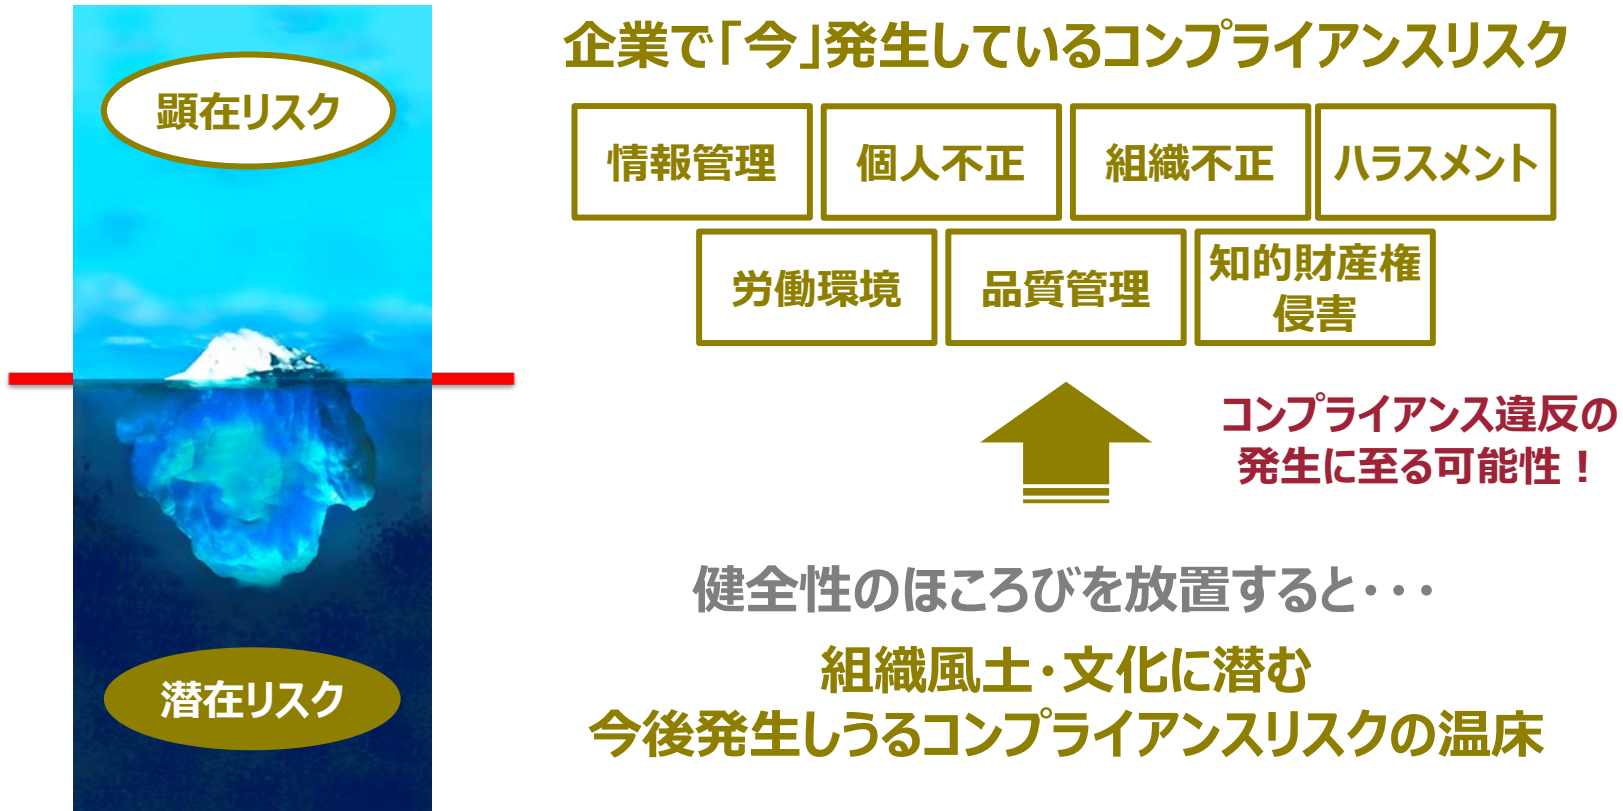 企業で「今」発生しているコンプライアンスリスク
顕在リスク
情報管理
個人不正
組織不正
ハラスメント
労働環境
品質管理
知的財産権
侵害
コンプライアンス違反の
発生に至る可能性！
健全性のほころびを放置すると・・・
組織風土・文化に潜む
今後発生しうるコンプライアンスリスクの温床
潜在リスク